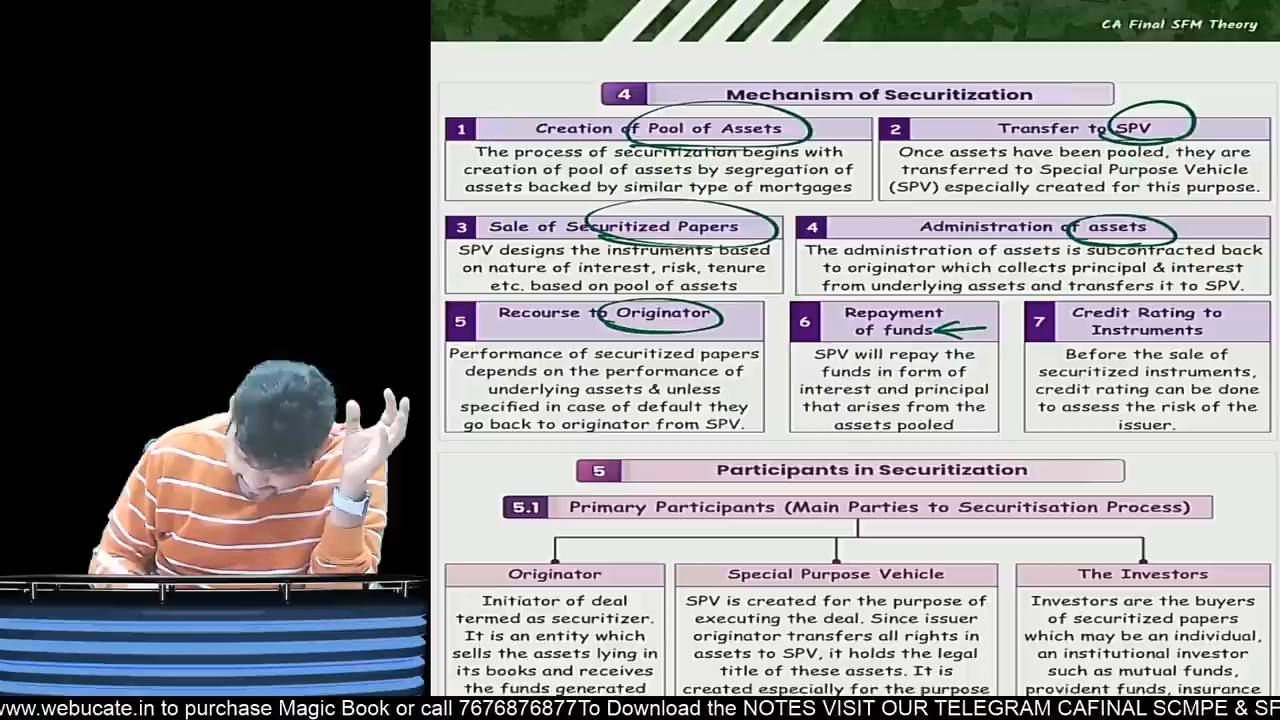 CA Final SFM Theory
4 Mechanism of Securitization
1 Creation of Pool of Assets
The process of securitization begins with
creation of pool of assets by segregation of
assets backed by similar type of mortgages
2 Transfer to SPV
Once assets have been pooled, they are
transferred to Special Purpose Vehicle
(SPV) especially created for this purpose.
3 Sale of Securitized Papers
SPV designs the instruments based
on nature of interest, risk, tenure
etc. based on pool of assets
4 Administration of assets
The administration of assets is subcontracted back
to originator which collects principal & interest
from underlying assets and transfers it to SPV.
5 Recourse to Originator
Performance of securitized papers
depends on the performance of
underlying assets & unless
specified in case of default they
go back to originator from SPV.
6 Repayment
of funds
SPV will repay the
funds in form of
interest and principal
that arises from the
assets pooled
7 Credit Rating to
Instruments
Before the sale of
securitized instruments,
credit rating can be done
to assess the risk of the
issuer.
5 Participants in Securitization
5.1 Primary Participants (Main Parties to Securitisation Process)
Originator
Initiator of deal
termed as securitizer.
It is an entity which
sells the assets lying in
its books and receives
the funds generated
Special Purpose Vehicle
SPV is created for the purpose of
executing the deal. Since issuer
originator transfers all rights in
assets to SPV, it holds the legal
title of these assets. It is
created especially for the purpose
The Investors
Investors are the buyers
of securitized papers
which may be an individual,
an institutional investor
such as mutual funds,
provident funds, insurance
www.webucate.in to purchase Magic Book or call 7676876877To Download the NOTES VISIT OUR TELEGRAM CAFINAL SCMPE & SF